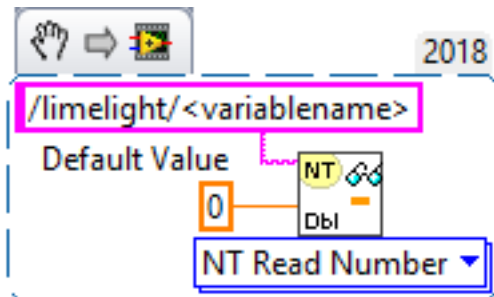 2018
/limelight/<variablename>
Default Value
NT
0
Dbl
NT Read Number